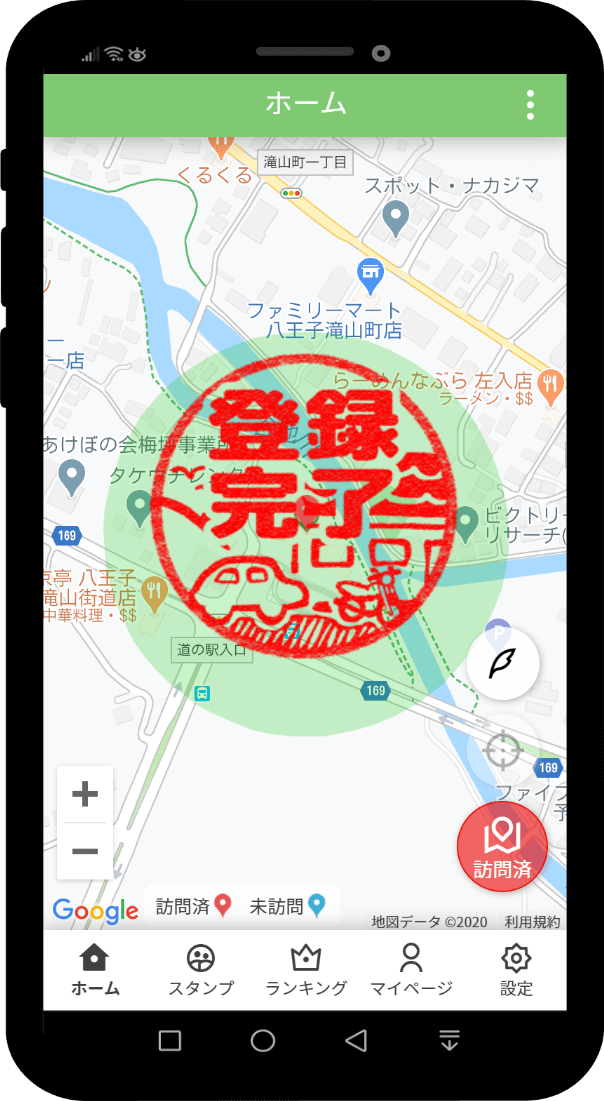 ホーム
滝山町一丁目
くるくる
スポット・ナカジマ
ファミリーマート
八王子滝山町店
一
一店
らーめんなぶら 左入店
ラーメン・$$
登録
完了
あけぼの会梅坪事業所
タケウチレンタ
ビクトリー
リサーチ(
169
京亭 八王子
滝山街道店
中華料理・$$
道の駅入口
P
169
169
ファイブ
予
訪問済
Google
訪問済
未訪問
地図データ ©2020
利用規約
ホーム
スタンプ
ランキング
マイページ
設定